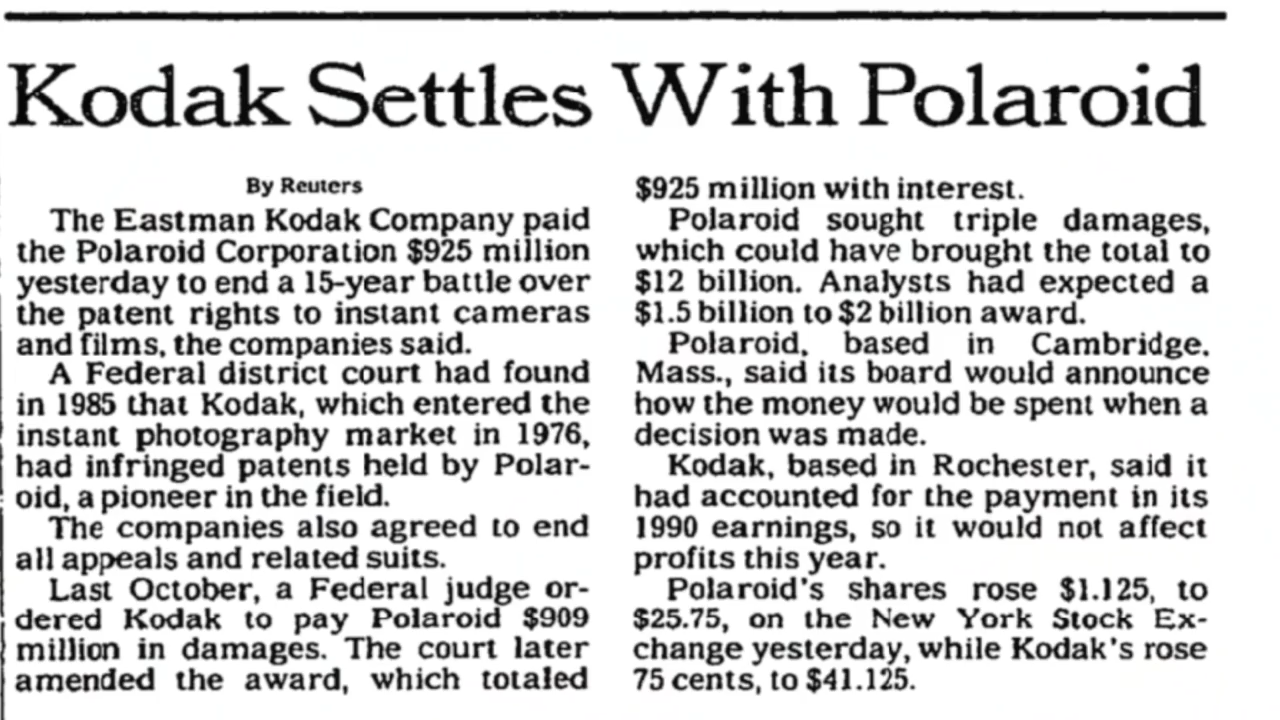 Kodak Settles With Polaroid
By Reuters
The Eastman Kodak Company paid
the Polaroid Corporation $925 million
yesterday to end a 15-year battle over
the patent rights to instant cameras
and films, the companies said.
A Federal district court had found
in 1985 that Kodak, which entered the
instant photography market in 1976,
had infringed patents held by Polar-
oid, a pioneer in the field.
The companies also agreed to end
all appeals and related suits.
Last October, a Federal judge or-
dered Kodak to pay Polaroid $909
million in damages. The court later
amended the award, which totaled
$925 million with interest.
Polaroid sought triple damages,
which could have brought the total to
$12 billion. Analysts had expected a
$1.5 billion to $2 billion award.
Polaroid, based in Cambridge,
Mass., said its board would announce
how the money would be spent when a
decision was made.
Kodak, based in Rochester, said it
had accounted for the payment in its
1990 earnings, so it would not affect
profits this year.
Polaroid's shares rose $1.125, to
$25.75, on the New York Stock Ex-
change yesterday, while Kodak's rose
75 cents, to $41.125.